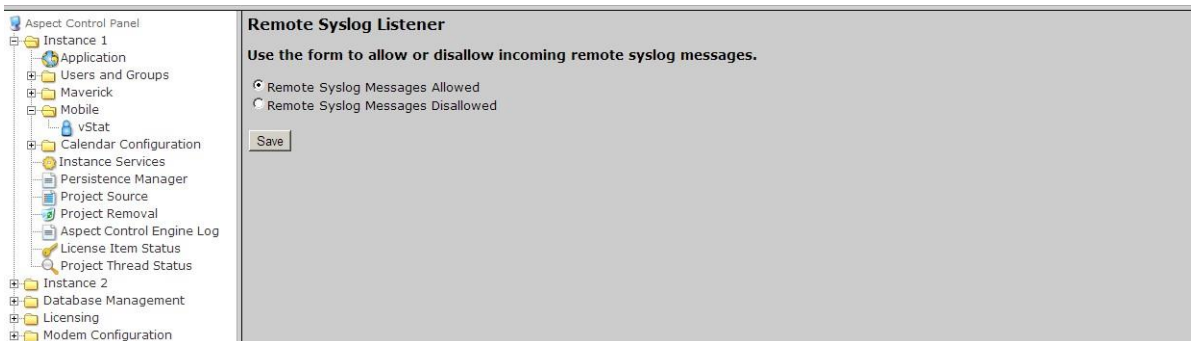 Aspect Control Panel
Instance 1
Application
Users and Groups
Maverick
Mobile
vStat
Calendar Configuration
Instance Services
Persistence Manager
Project Source
Project Removal
Aspect Control Engine Log
License Item Status
Project Thread Status
Instance 2
Database Management
Licensing
Modem Configuration
Remote Syslog Listener
Use the form to allow or disallow incoming remote syslog messages.
Remote Syslog Messages Allowed
Remote Syslog Messages Disallowed
Save